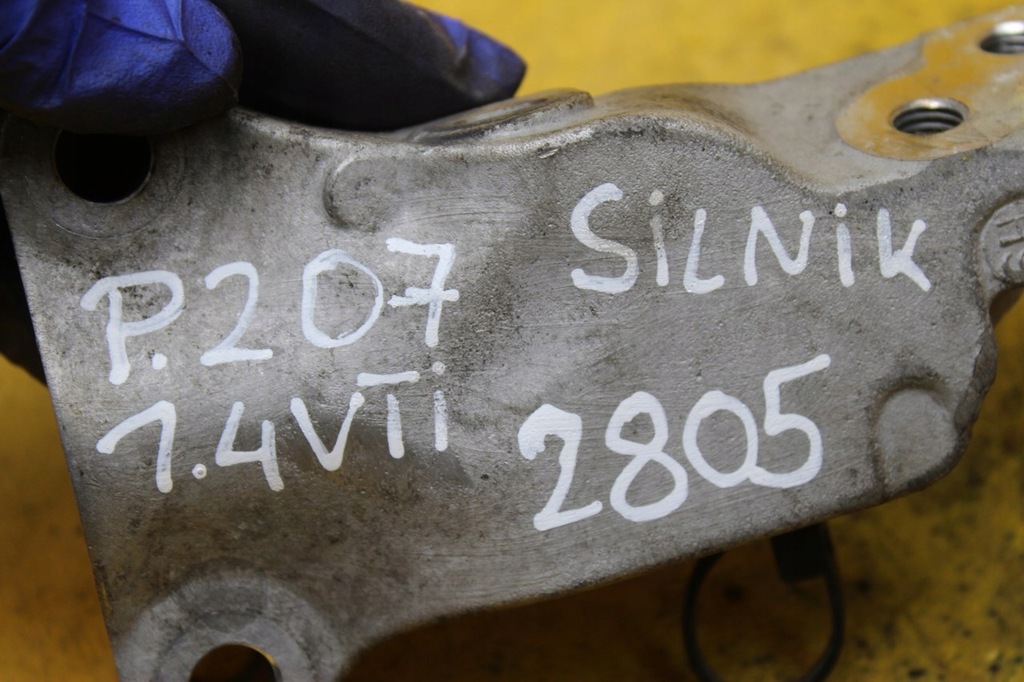 P.207
1.4VTi
SiLNiK
2805